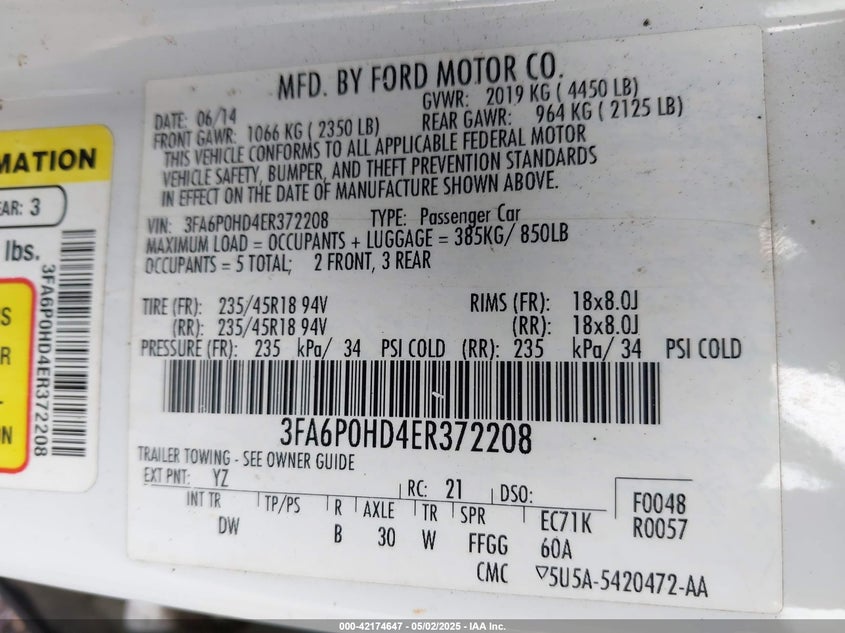 MATION
EAR: 3
lbs.
3FA6P0HD4ER372208
S
R
N
MFD. BY FORD MOTOR CO.
DATE: 06/14 GVWR: 2019 KG ( 4450 LB)
FRONT GAWR: 1066 KG ( 2350 LB) REAR GAWR: 964 KG ( 2125 LB)
THIS VEHICLE CONFORMS TO ALL APPLICABLE FEDERAL MOTOR
VEHICLE SAFETY, BUMPER, AND THEFT PREVENTION STANDARDS
IN EFFECT ON THE DATE OF MANUFACTURE SHOWN ABOVE.
VIN: 3FA6P0HD4ER372208 TYPE: Passenger Car
MAXIMUM LOAD = OCCUPANTS + LUGGAGE = 385KG/ 850LB
OCCUPANTS = 5 TOTAL; 2 FRONT, 3 REAR
TIRE (FR): 235/45R18 94V RIMS (FR): 18x8.0J
(RR): 235/45R18 94V (RR): 18x8.0J
PRESSURE (FR): 235 kPa/ 34 PSI COLD (RR): 235 kPa/ 34 PSI COLD
3FA6P0HD4ER372208
TRAILER TOWING - SEE OWNER GUIDE
EXT PNT: YZ RC: 21 DSO: F0048
INT TR TP/PS R AXLE TR SPR EC71K R0057
DW B 30 W FFGG 60A
CMC ▽5U5A-5420472-AA
000-42174647 - 05/02/2025 - IAA Inc.